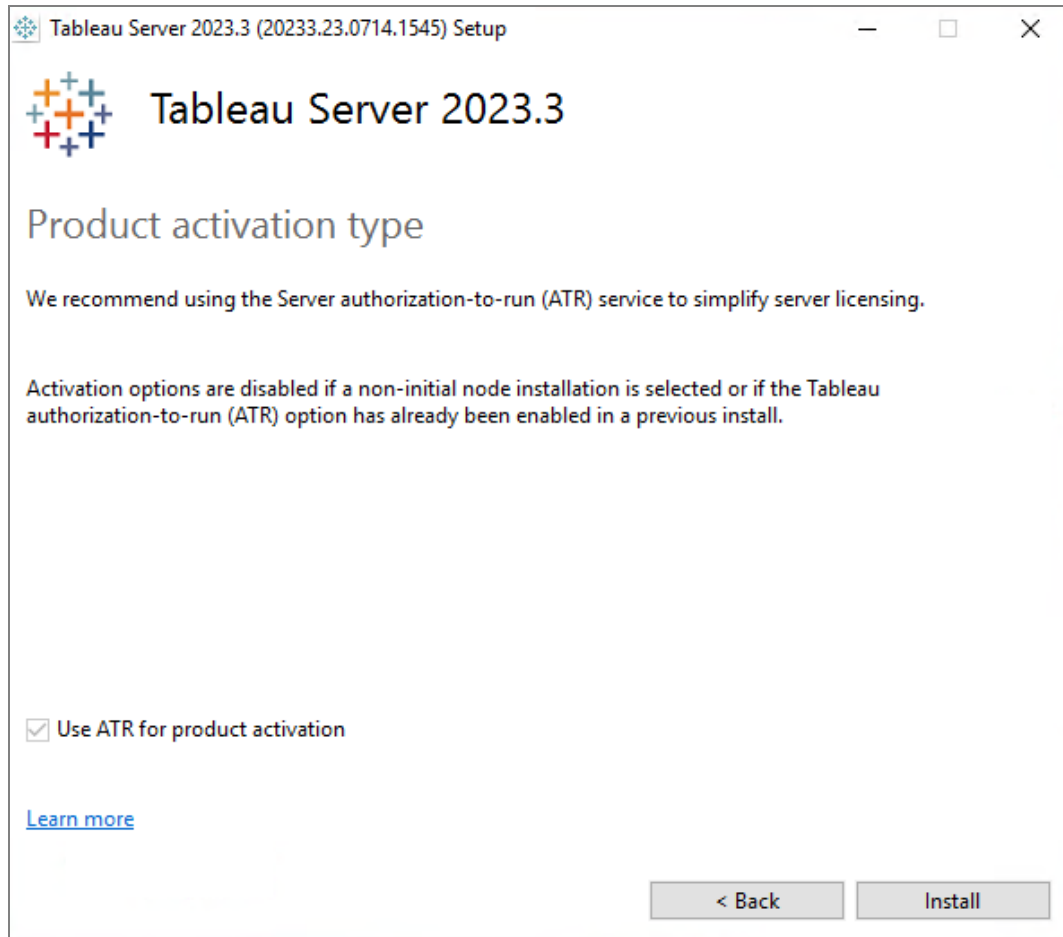 Tableau Server 2023.3 (20233.23.0714.1545) Setup
Tableau Server 2023.3
Product activation type
We recommend using the Server authorization-to-run (ATR) service to simplify server licensing.
Activation options are disabled if a non-initial node installation is selected or if the Tableau
authorization-to-run (ATR) option has already been enabled in a previous install.
Use ATR for product activation
Learn more
< Back
Install